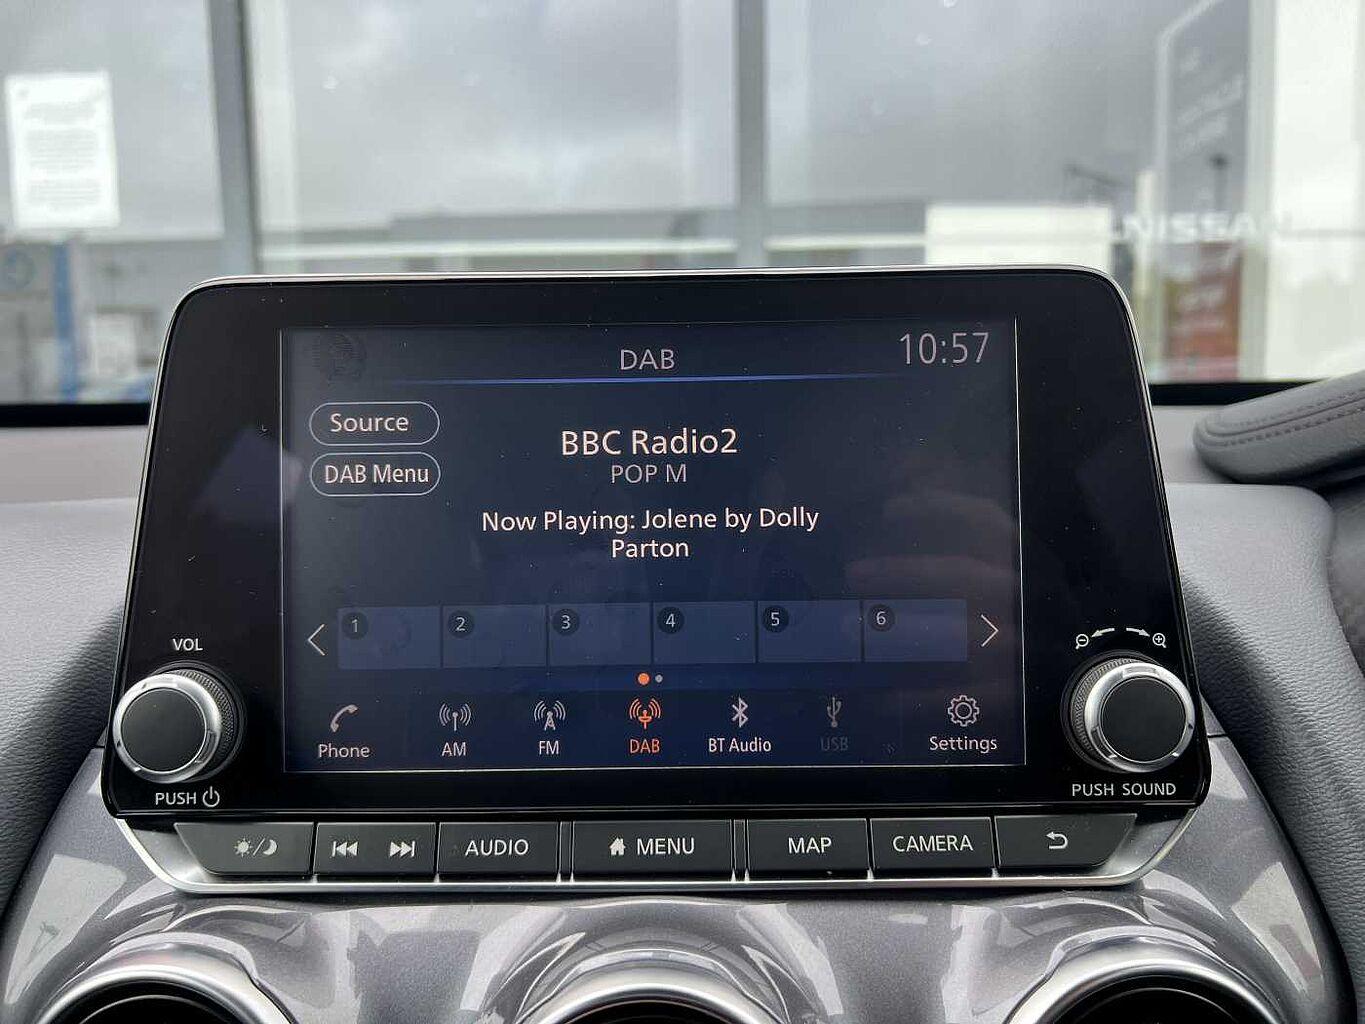 NISSAN
DAB
10:57
Source
BBC Radio2
DAB Menu
POP M
Now Playing: Jolene by Dolly
Parton
1 2 3 4 5 6
VOL
Phone AM FM DAB BT Audio USB Settings
PUSH
PUSH SOUND
AUDIO MENU MAP CAMERA